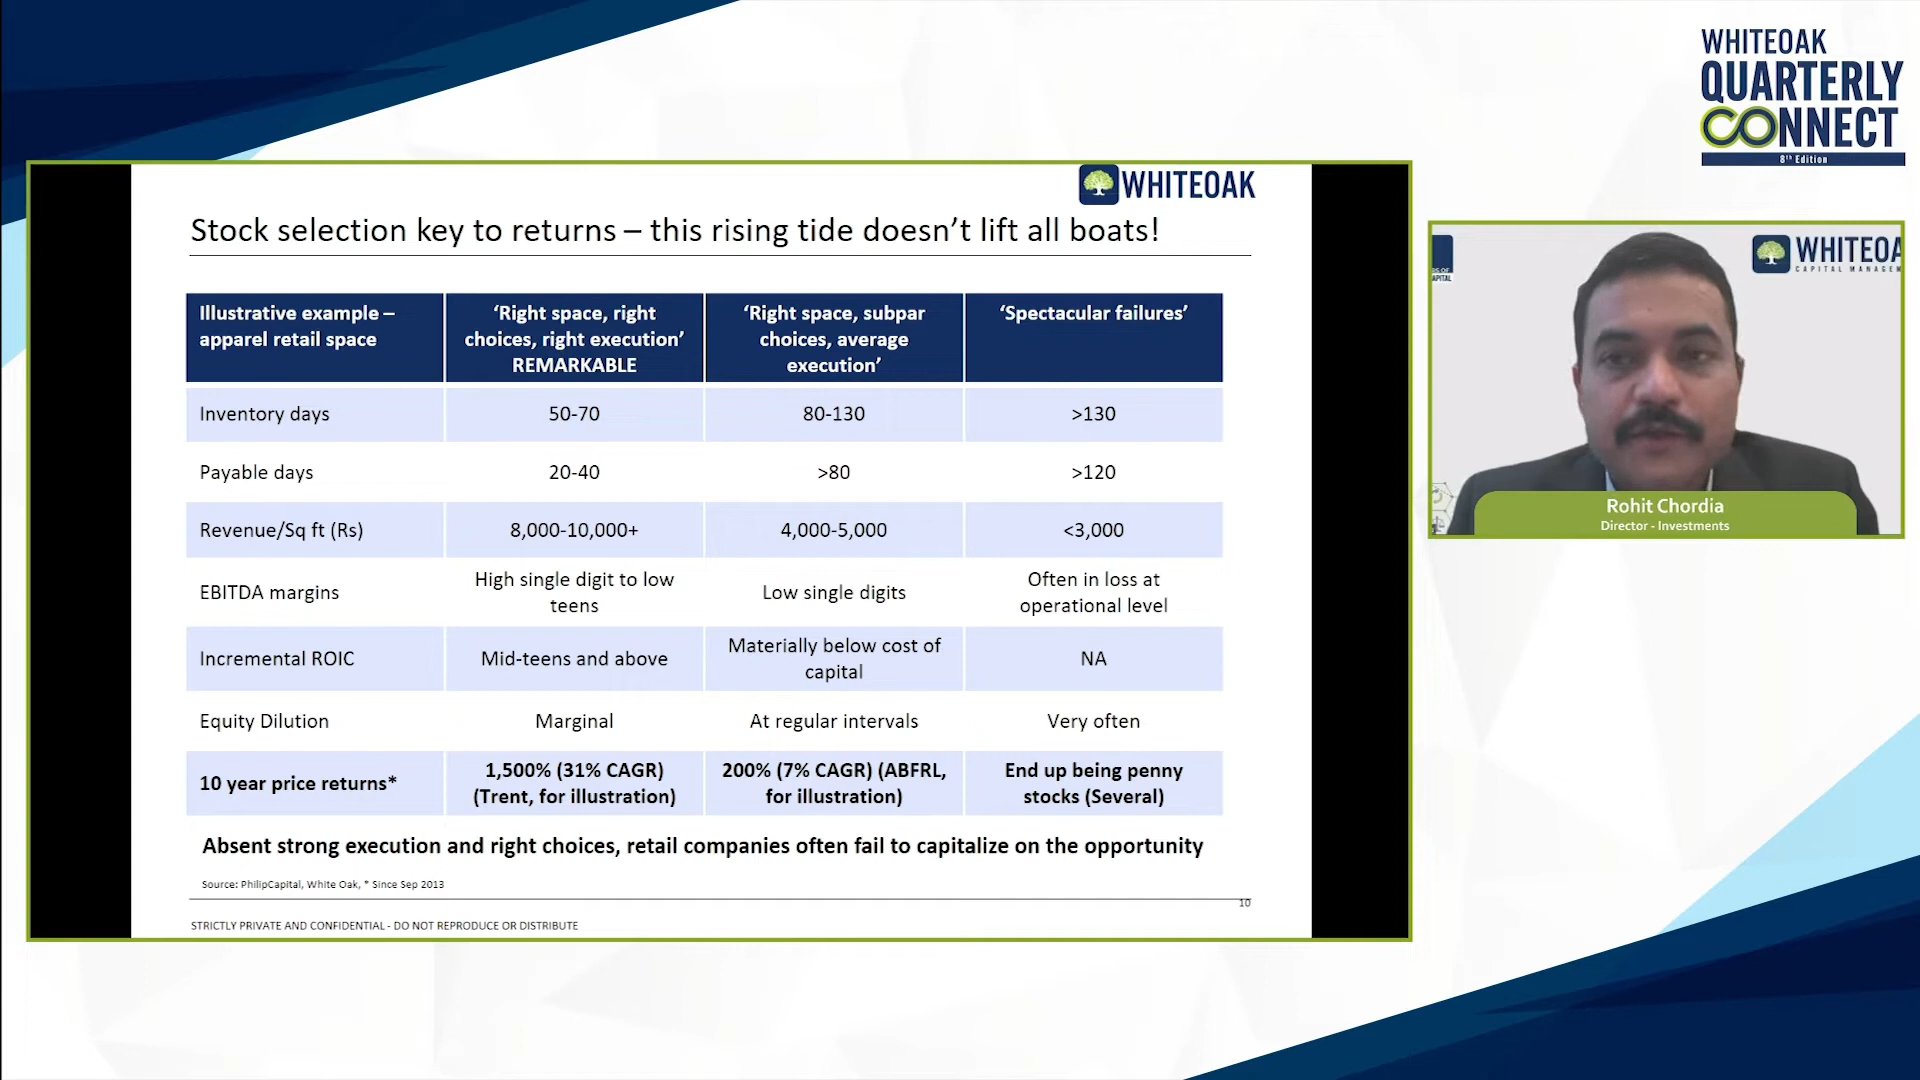 WHITEOAK
QUARTERLY
CONNECT
8th Edition
WHITEOAK
Stock selection key to returns – this rising tide doesn’t lift all boats!
Illustrative example –
apparel retail space
‘Right space, right
choices, right execution’
REMARKABLE
‘Right space, subpar
choices, average
execution’
‘Spectacular failures’
Inventory days
50-70
80-130
>130
Payable days
20-40
>80
>120
Revenue/Sq ft (Rs)
8,000-10,000+
4,000-5,000
<3,000
EBITDA margins
High single digit to low
teens
Low single digits
Often in loss at
operational level
Incremental ROIC
Mid-teens and above
Materially below cost of
capital
NA
Equity Dilution
Marginal
At regular intervals
Very often
10 year price returns*
1,500% (31% CAGR)
(Trent, for illustration)
200% (7% CAGR) (ABFRL,
for illustration)
End up being penny
stocks (Several)
Absent strong execution and right choices, retail companies often fail to capitalize on the opportunity
Source: PhilipCapital, White Oak, * Since Sep 2013
10
STRICTLY PRIVATE AND CONFIDENTIAL - DO NOT REPRODUCE OR DISTRIBUTE
WHITEOA
CAPITAL MANAGEM
Rohit Chordia
Director - Investments